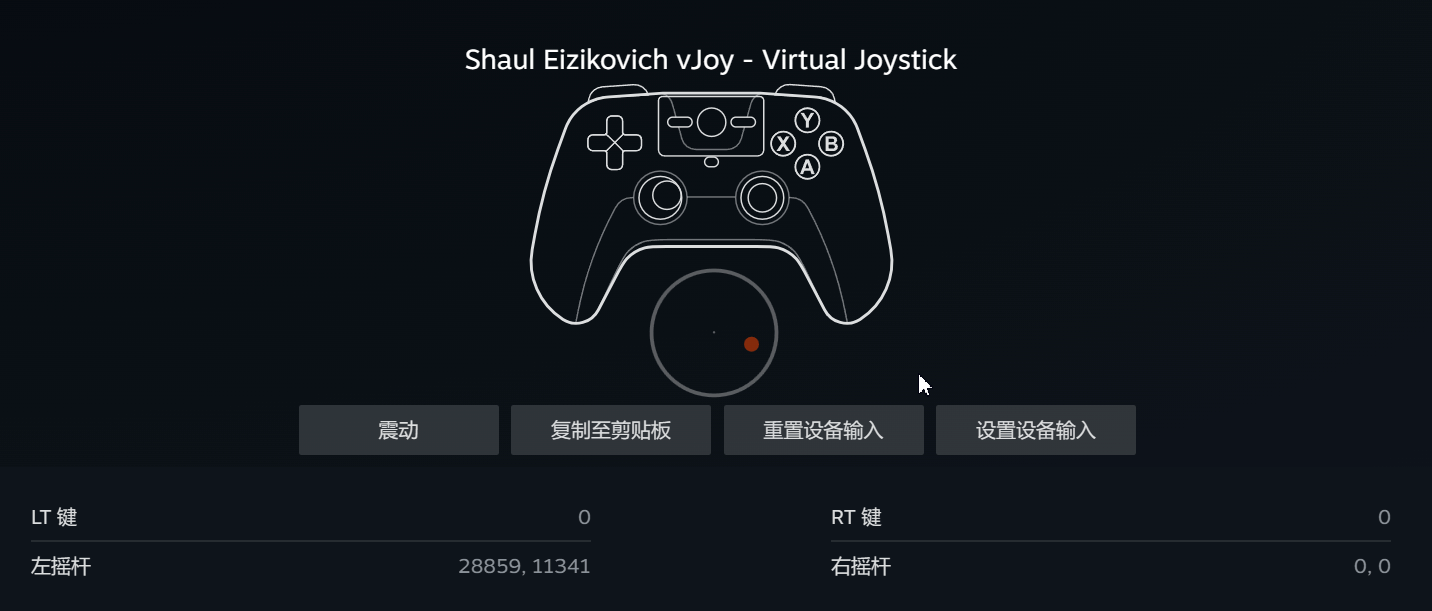 Shaul Eizikovich vJoy - Virtual Joystick
Y
X B
A
震动 复制至剪贴板 重置设备输入 设置设备输入
LT 键 0 RT 键 0
左摇杆 28859, 11341 右摇杆 0, 0